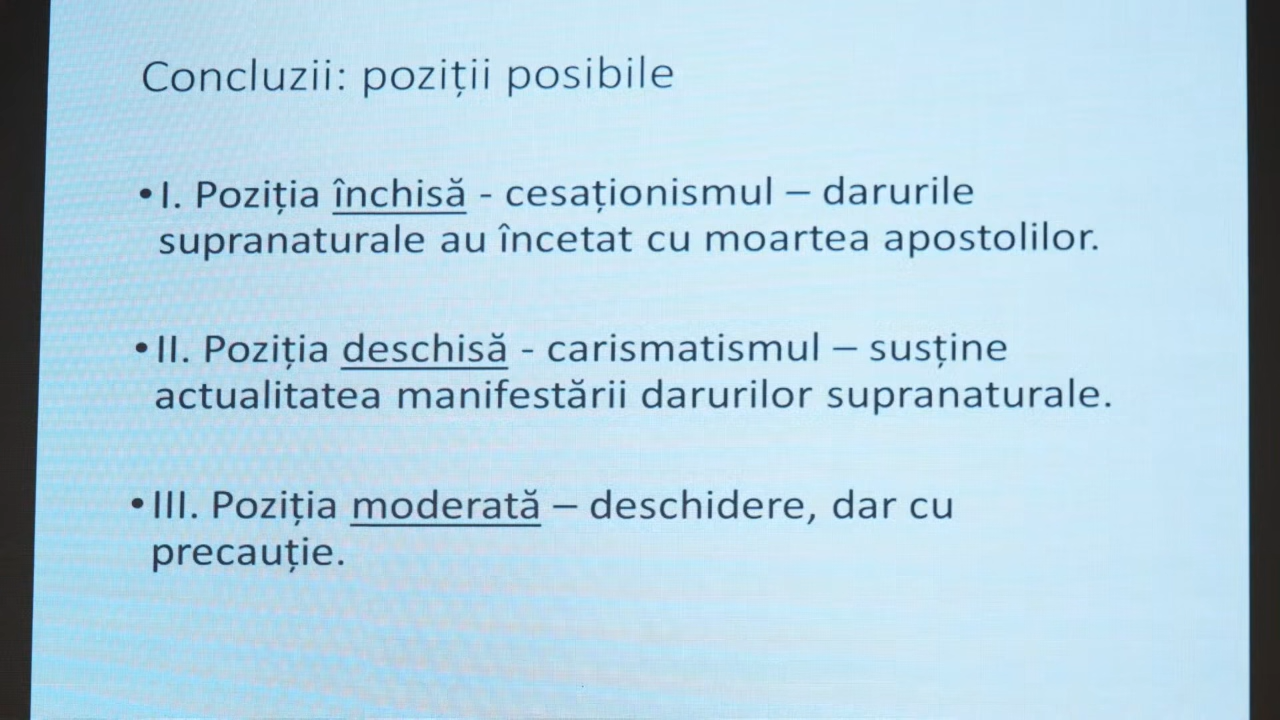 Concluzii: poziții posibile
•I. Poziția închisă - cesaționismul – darurile
supranaturale au încetat cu moartea apostolilor.
•II. Poziția deschisă - carismatismul – susține
actualitatea manifestării darurilor supranaturale.
•III. Poziția moderată – deschidere, dar cu
precauție.